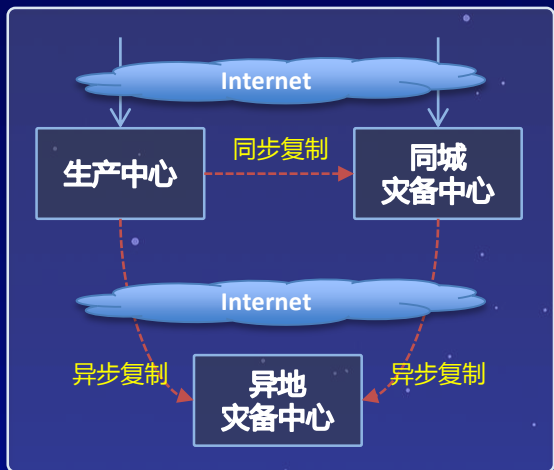 Internet
生产中心
同步复制
同城
灾备中心
Internet
异步复制
异步复制
异地
灾备中心